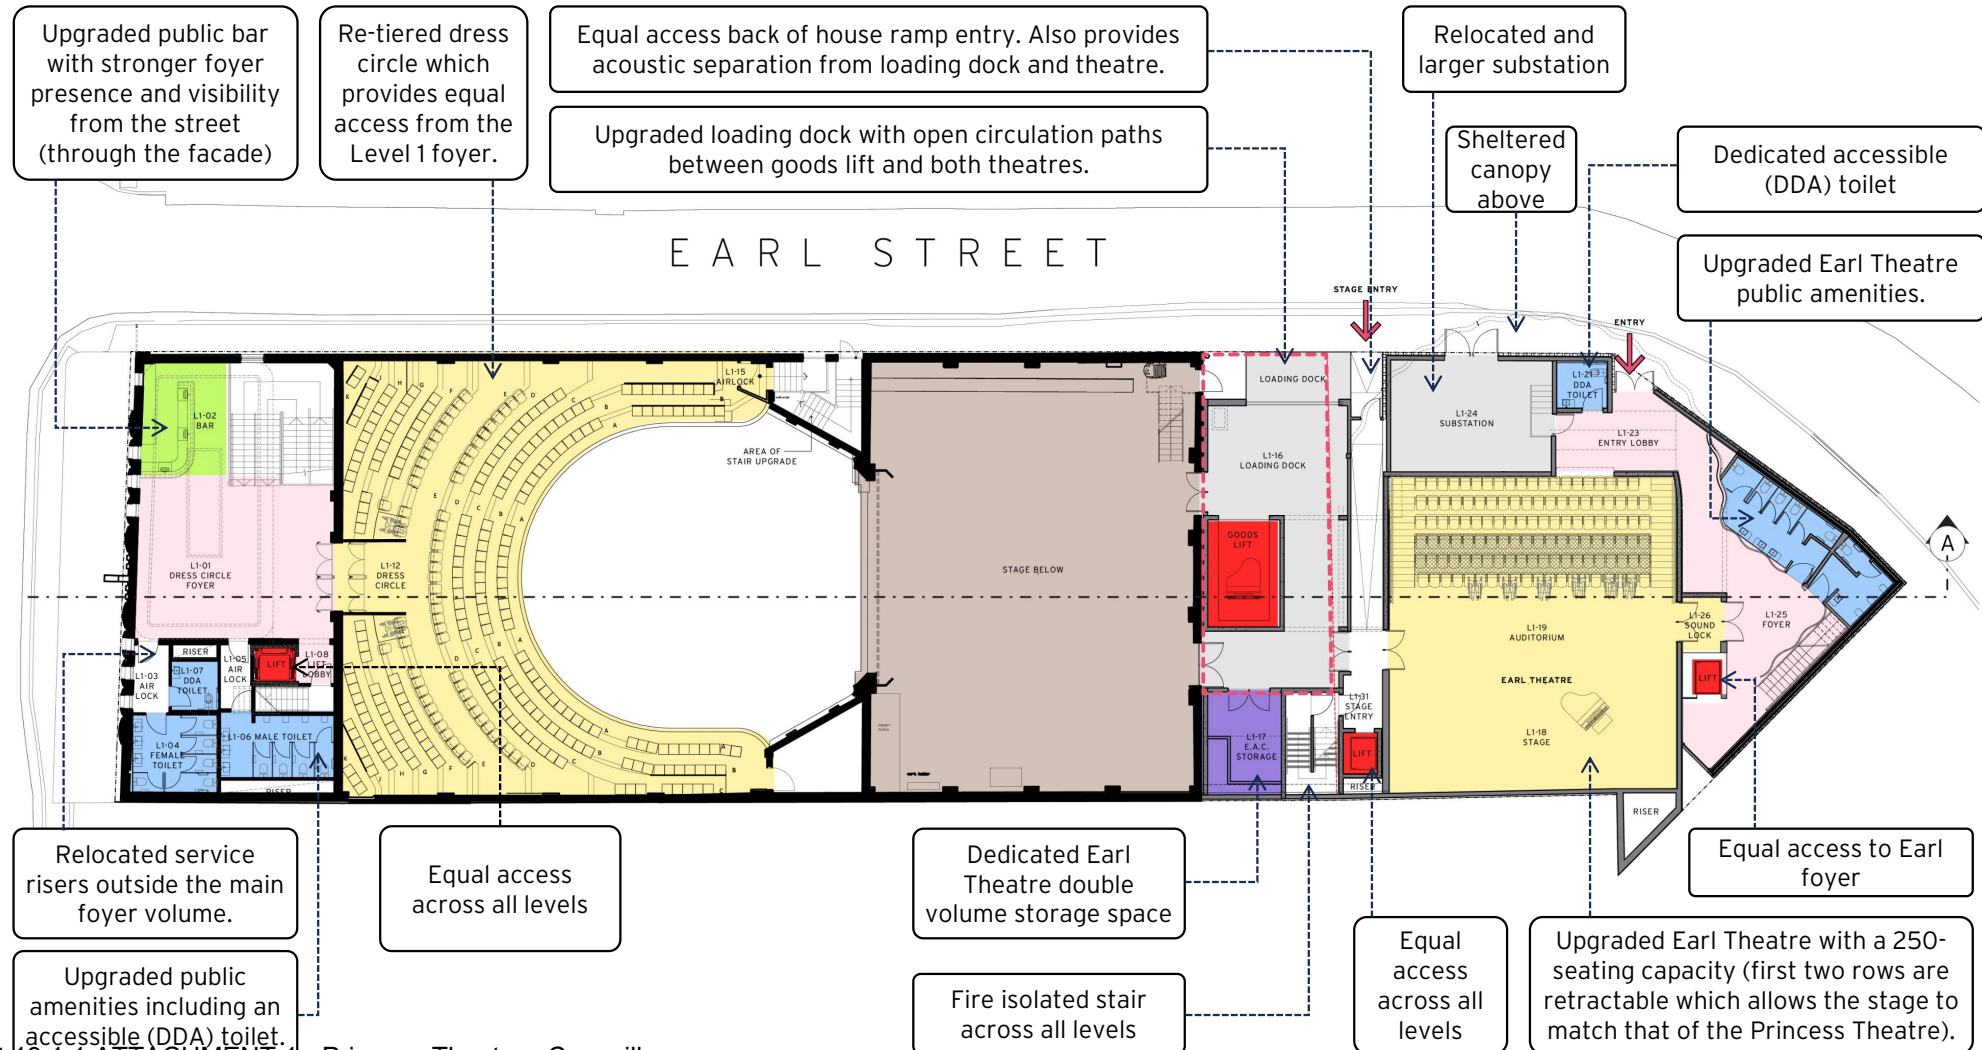 Upgraded public bar
with stronger foyer
presence and visibility
from the street
(through the facade)
Re-tiered dress
circle which
provides equal
access from the
Level 1 foyer.
Equal access back of house ramp entry. Also provides
acoustic separation from loading dock and theatre.
Upgraded loading dock with open circulation paths
between goods lift and both theatres.
Relocated and
larger substation
Sheltered
canopy
above
Dedicated accessible
(DDA) toilet
Upgraded Earl Theatre
public amenities.
EARL STREET
STAGE ENTRY
ENTRY
L1-02
BAR
L1-01
DRESS CIRCLE
FOYER
L1-12
DRESS
CIRCLE
L1-15
AIRLOCK
AREA OF
STAIR UPGRADE
STAGE BELOW
LOADING DOCK
L1-16
LOADING DOCK
GOODS
LIFT
L1-24
SUBSTATION
L1-21
DDA
TOILET
L1-23
ENTRY LOBBY
A
L1-19
AUDITORIUM
L1-26
SOUND
LOCK
L1-25
FOYER
LIFT
EARL THEATRE
L1-18
STAGE
L1-31
STAGE
ENTRY
LIFT
RISER
RISER
L1-17
E.A.C.
STORAGE
RISER
L1-03
AIR
LOCK
L1-07
DDA
TOILET
L1-05
AIR
LOCK
LIFT
L1-08
LIFT
LOBBY
L1-04
FEMALE
TOILET
L1-06 MALE TOILET
RISER
Relocated service
risers outside the main
foyer volume.
Upgraded public
amenities including an
accessible (DDA) toilet.
Equal access
across all levels
Dedicated Earl
Theatre double
volume storage space
Fire isolated stair
across all levels
Equal
access
across all
levels
Equal access to Earl
foyer
Upgraded Earl Theatre with a 250-
seating capacity (first two rows are
retractable which allows the stage to
match that of the Princess Theatre).